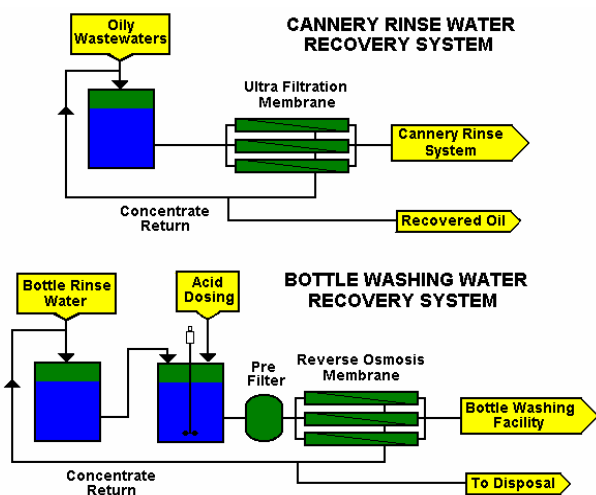 Oily
Wastewaters
CANNERY RINSE WATER
RECOVERY SYSTEM
Ultra Filtration
Membrane
Cannery Rinse
System
Concentrate
Return
Recovered Oil
Bottle Rinse
Water
Acid
Dosing
BOTTLE WASHING WATER
RECOVERY SYSTEM
Pre
Filter
Reverse Osmosis
Membrane
Bottle Washing
Facility
Concentrate
Return
To Disposal